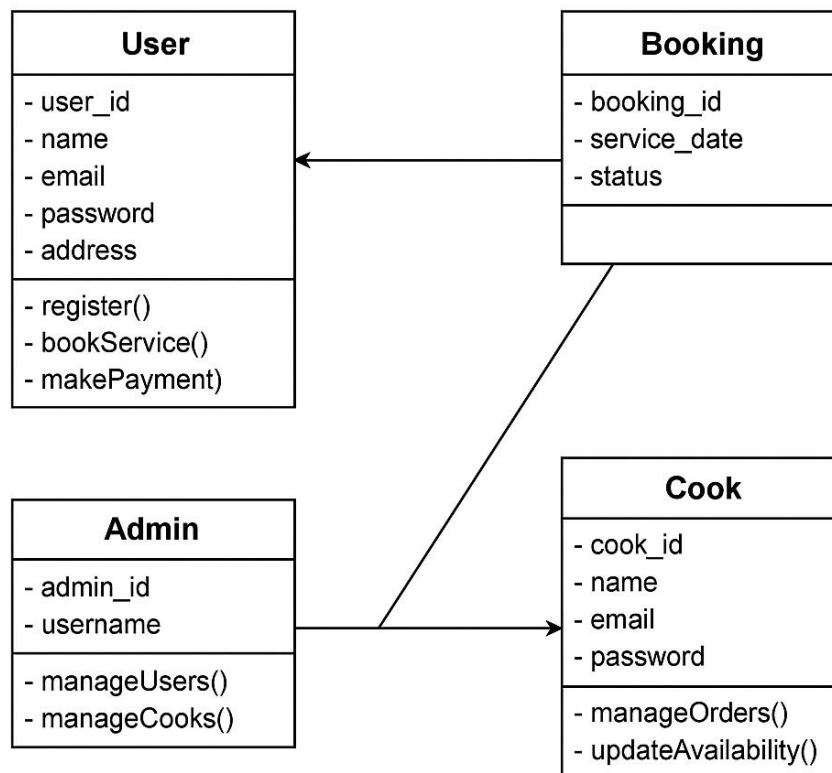 User
- user_id
- name
- email
- password
- address
- register()
- bookService()
- makePayment)
Booking
- booking_id
- service_date
- status
Admin
- admin_id
- username
- manageUsers()
- manageCooks()
Cook
- cook_id
- name
- email
- password
- manageOrders()
- updateAvailability()